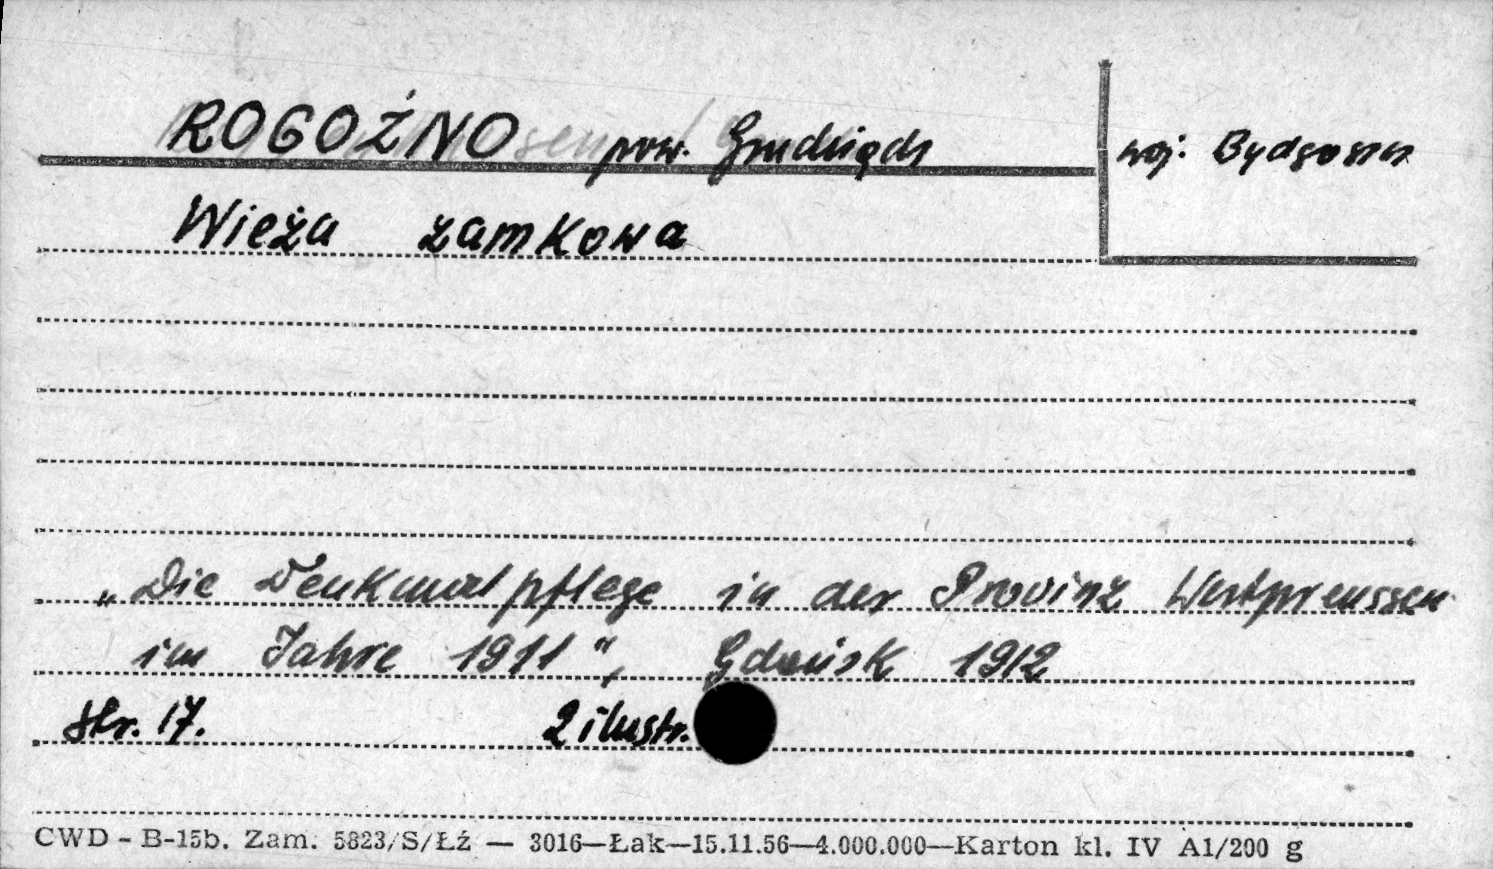 ROGOŹNO pow. Grudziądz woj. Bydgoszcz
Wieża zamkowa
„Die Denkmalpflege in der Provinz Westpreussen
im Jahre 1911", Gdańsk 1912
str. 17. 2 ilustr.
CWD - B-15b. Zam. 5823/S/Łź — 3016—Łak—15.11.56—4.000.000—Karton kl. IV A1/200 g